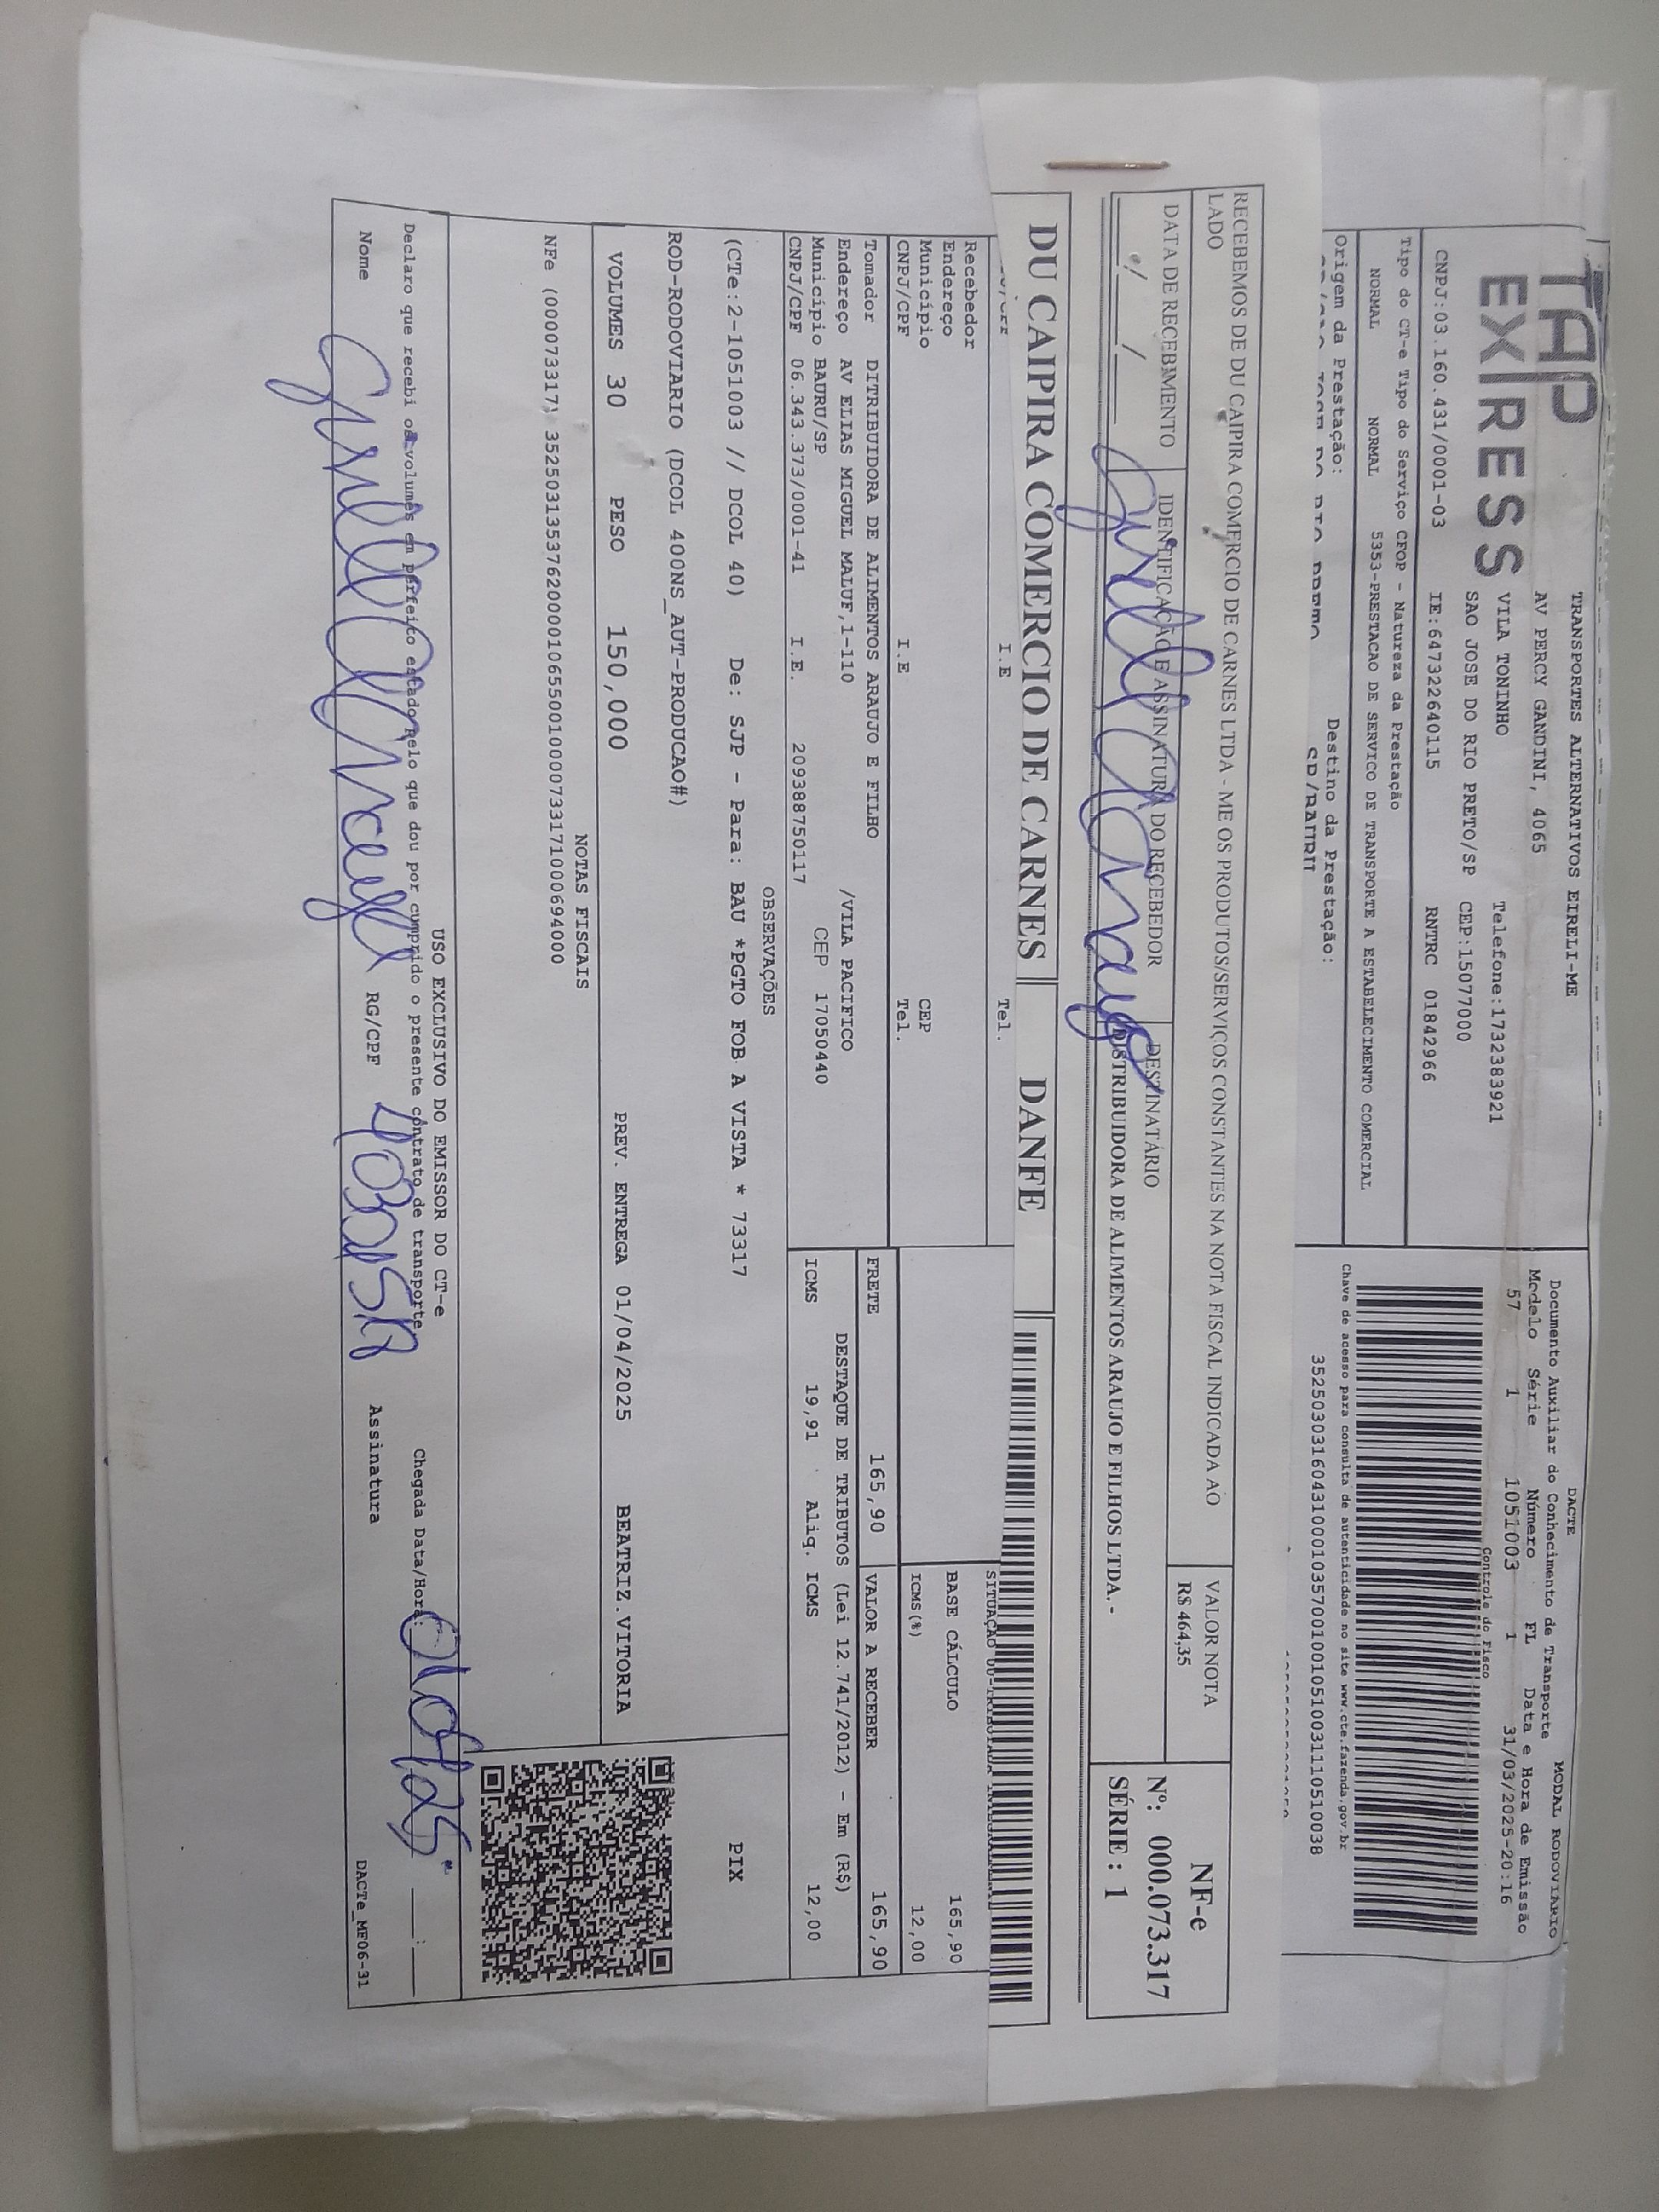 TAP
EXPRESS
TRANSPORTES ALTERNATIVOS EIRELI-ME
AV PERCY GANDINI, 4065
VILA TONINHO Telefone:1732383921
SAO JOSE DO RIO PRETO/SP CEP:15077000
CNPJ:03.160.431/0001-03 IE:647322640115 RNTRC 01842966
Tipo do CT-e Tipo do Serviço CFOP - Natureza da Prestação
NORMAL NORMAL 5353-PRESTACAO DE SERVICO DE TRANSPORTE A ESTABELECIMENTO COMERCIAL
Origem da Prestação: Destino da Prestação:
SP/BAURU
DACTE
Documento Auxiliar do Conhecimento de Transporte MODAL RODOVIARIO
Modelo Série Número FL Data e Hora de Emissão
57 1 1051003 1 31/03/2025-20:16
Controle do Fisco
Chave de acesso para consulta de autenticidade no site www.cte.fazenda.gov.br
RECEBEMOS DE DU CAIPIRA COMERCIO DE CARNES LTDA - ME OS PRODUTOS/SERVIÇOS CONSTANTES NA NOTA FISCAL INDICADA AO
LADO
VALOR NOTA
R$ 464,35
NF-e
Nº: 000.073.317
SÉRIE : 1
DATA DE RECEBIMENTO IDENTIFICAÇÃO E ASSINATURA DO RECEBEDOR DESTINATÁRIO
DISTRIBUIDORA DE ALIMENTOS ARAUJO E FILHOS LTDA. -
DU CAIPIRA COMERCIO DE CARNES DANFE
I.E Tel.
Recebedor
Endereço
Município CEP
CNPJ/CPF I.E Tel.
BASE CÁLCULO 165,90
ICMS(%) 12,00
Tomador DITRIBUIDORA DE ALIMENTOS ARAUJO E FILHO
Endereço AV ELIAS MIGUEL MALUF,1-110 /VILA PACIFICO
Município BAURU/SP CEP 17050440
CNPJ/CPF 06.343.373/0001-41 I.E. 209388750117
FRETE 165,90 VALOR A RECEBER 165,90
DESTAQUE DE TRIBUTOS (Lei 12.741/2012) - Em (R$)
ICMS 19,91 Aliq. ICMS 12,00
OBSERVAÇÕES
(CTe:2-1051003 // DCOL 40) De: SJP - Para: BAU *PGTO FOB A VISTA * 73317
ROD-RODOVIARIO (DCOL 400NS_AUT-PRODUCAO#)
PIX
VOLUMES 30 PESO 150,000 PREV. ENTREGA 01/04/2025 BEATRIZ.VITORIA
NOTAS FISCAIS
NFe (000073317) 35250313537620000106550010000733171000694000
USO EXCLUSIVO DO EMISSOR DO CT-e
Declaro que recebi os volumes em perfeito estado pelo que dou por cumprido o presente contrato de transporte
Chegada Data/Hora:
Nome RG/CPF Assinatura
DACTe_MF06-31